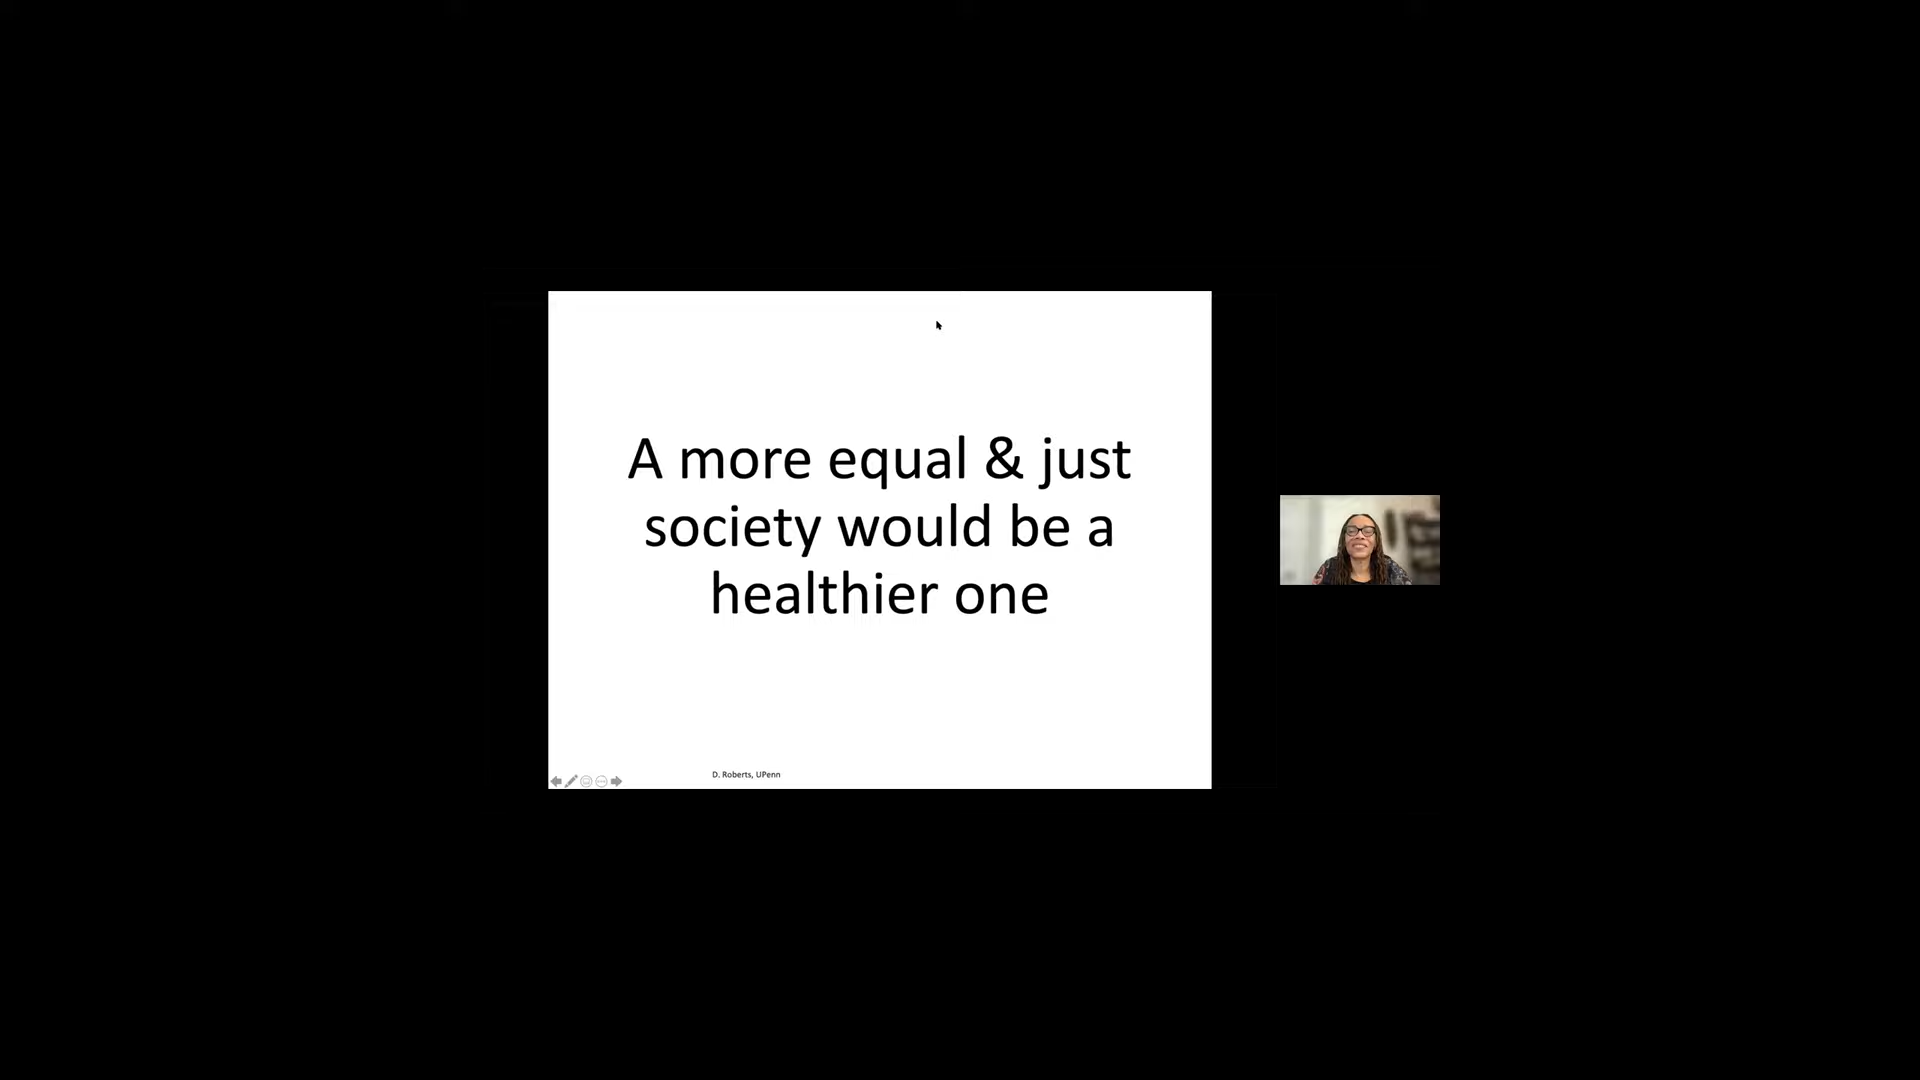 A more equal & just
society would be a
healthier one
D. Roberts, UPenn